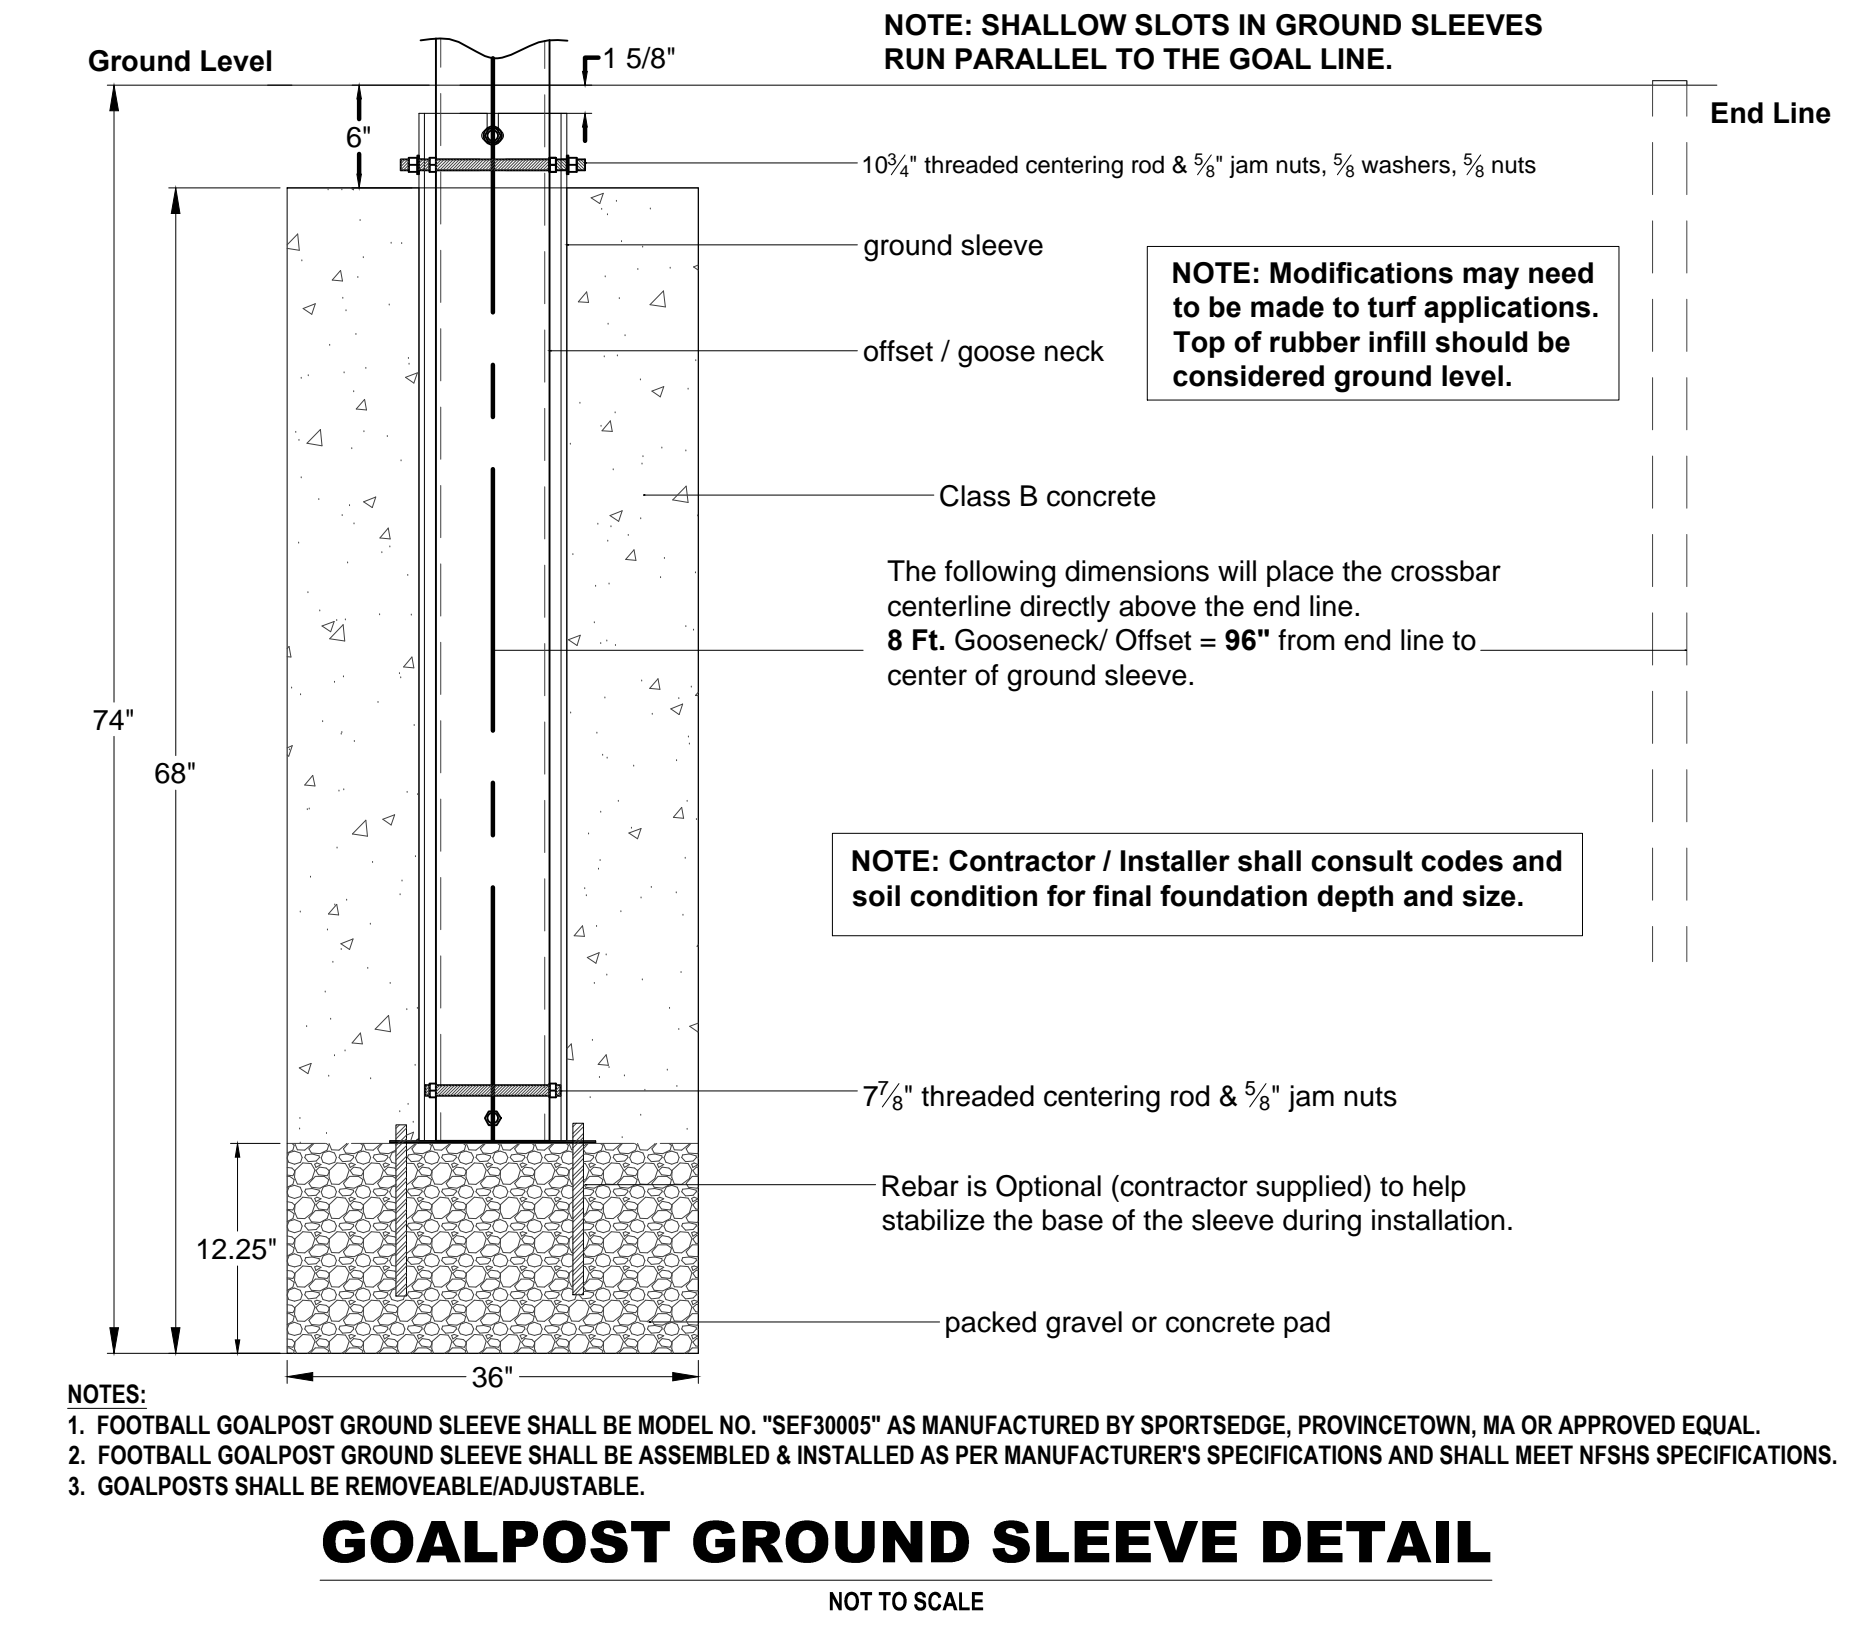 NOTE: SHALLOW SLOTS IN GROUND SLEEVES
RUN PARALLEL TO THE GOAL LINE.
Ground Level
1 5/8"
End Line
6"
10¾" threaded centering rod & ⅝" jam nuts, ⅝ washers, ⅝ nuts
ground sleeve
NOTE: Modifications may need
to be made to turf applications.
Top of rubber infill should be
considered ground level.
offset / goose neck
Class B concrete
The following dimensions will place the crossbar
centerline directly above the end line.
8 Ft. Gooseneck/ Offset = 96" from end line to
center of ground sleeve.
74"
68"
NOTE: Contractor / Installer shall consult codes and
soil condition for final foundation depth and size.
7⅞" threaded centering rod & ⅝" jam nuts
Rebar is Optional (contractor supplied) to help
stabilize the base of the sleeve during installation.
12.25"
packed gravel or concrete pad
36"
NOTES:
1. FOOTBALL GOALPOST GROUND SLEEVE SHALL BE MODEL NO. "SEF30005" AS MANUFACTURED BY SPORTSEDGE, PROVINCETOWN, MA OR APPROVED EQUAL.
2. FOOTBALL GOALPOST GROUND SLEEVE SHALL BE ASSEMBLED & INSTALLED AS PER MANUFACTURER'S SPECIFICATIONS AND SHALL MEET NFSHS SPECIFICATIONS.
3. GOALPOSTS SHALL BE REMOVEABLE/ADJUSTABLE.
GOALPOST GROUND SLEEVE DETAIL
NOT TO SCALE